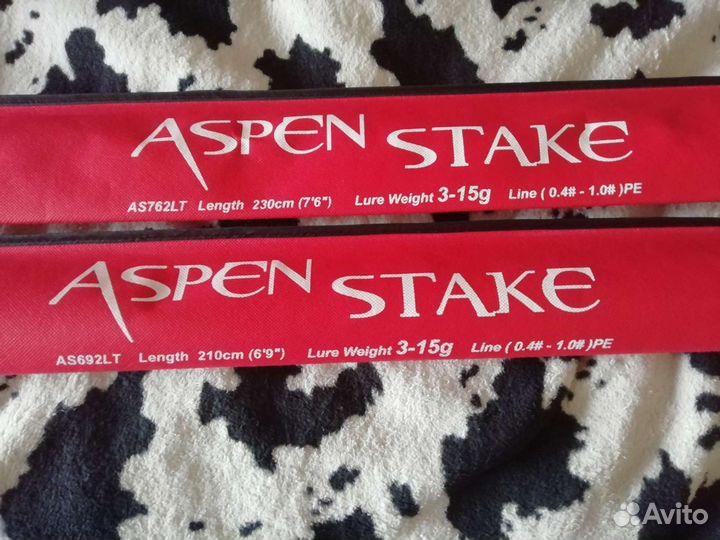 ASPEN STAKE
AS762LT Length 230cm (7'6") Lure Weight 3-15g Line ( 0.4# - 1.0# )PE
ASPEN STAKE
AS692LT Length 210cm (6'9") Lure Weight 3-15g Line ( 0.4# - 1.0# )PE
Avito